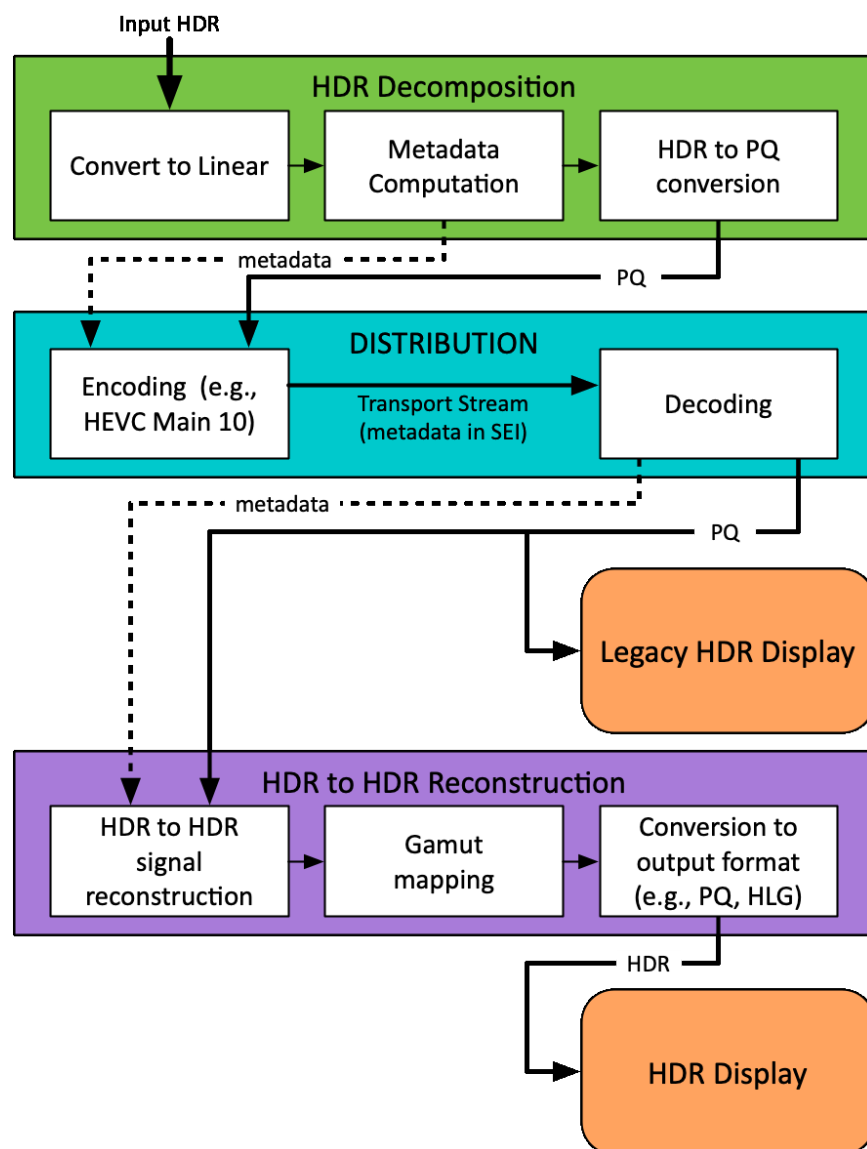 Input HDR
HDR Decomposition
Convert to Linear
Metadata
Computation
HDR to PQ
conversion
metadata
PQ
DISTRIBUTION
Encoding (e.g.,
HEVC Main 10)
Transport Stream
(metadata in SEI)
Decoding
metadata
PQ
Legacy HDR Display
HDR to HDR Reconstruction
HDR to HDR
signal
reconstruction
Gamut
mapping
Conversion to
output format
(e.g., PQ, HLG)
HDR
HDR Display